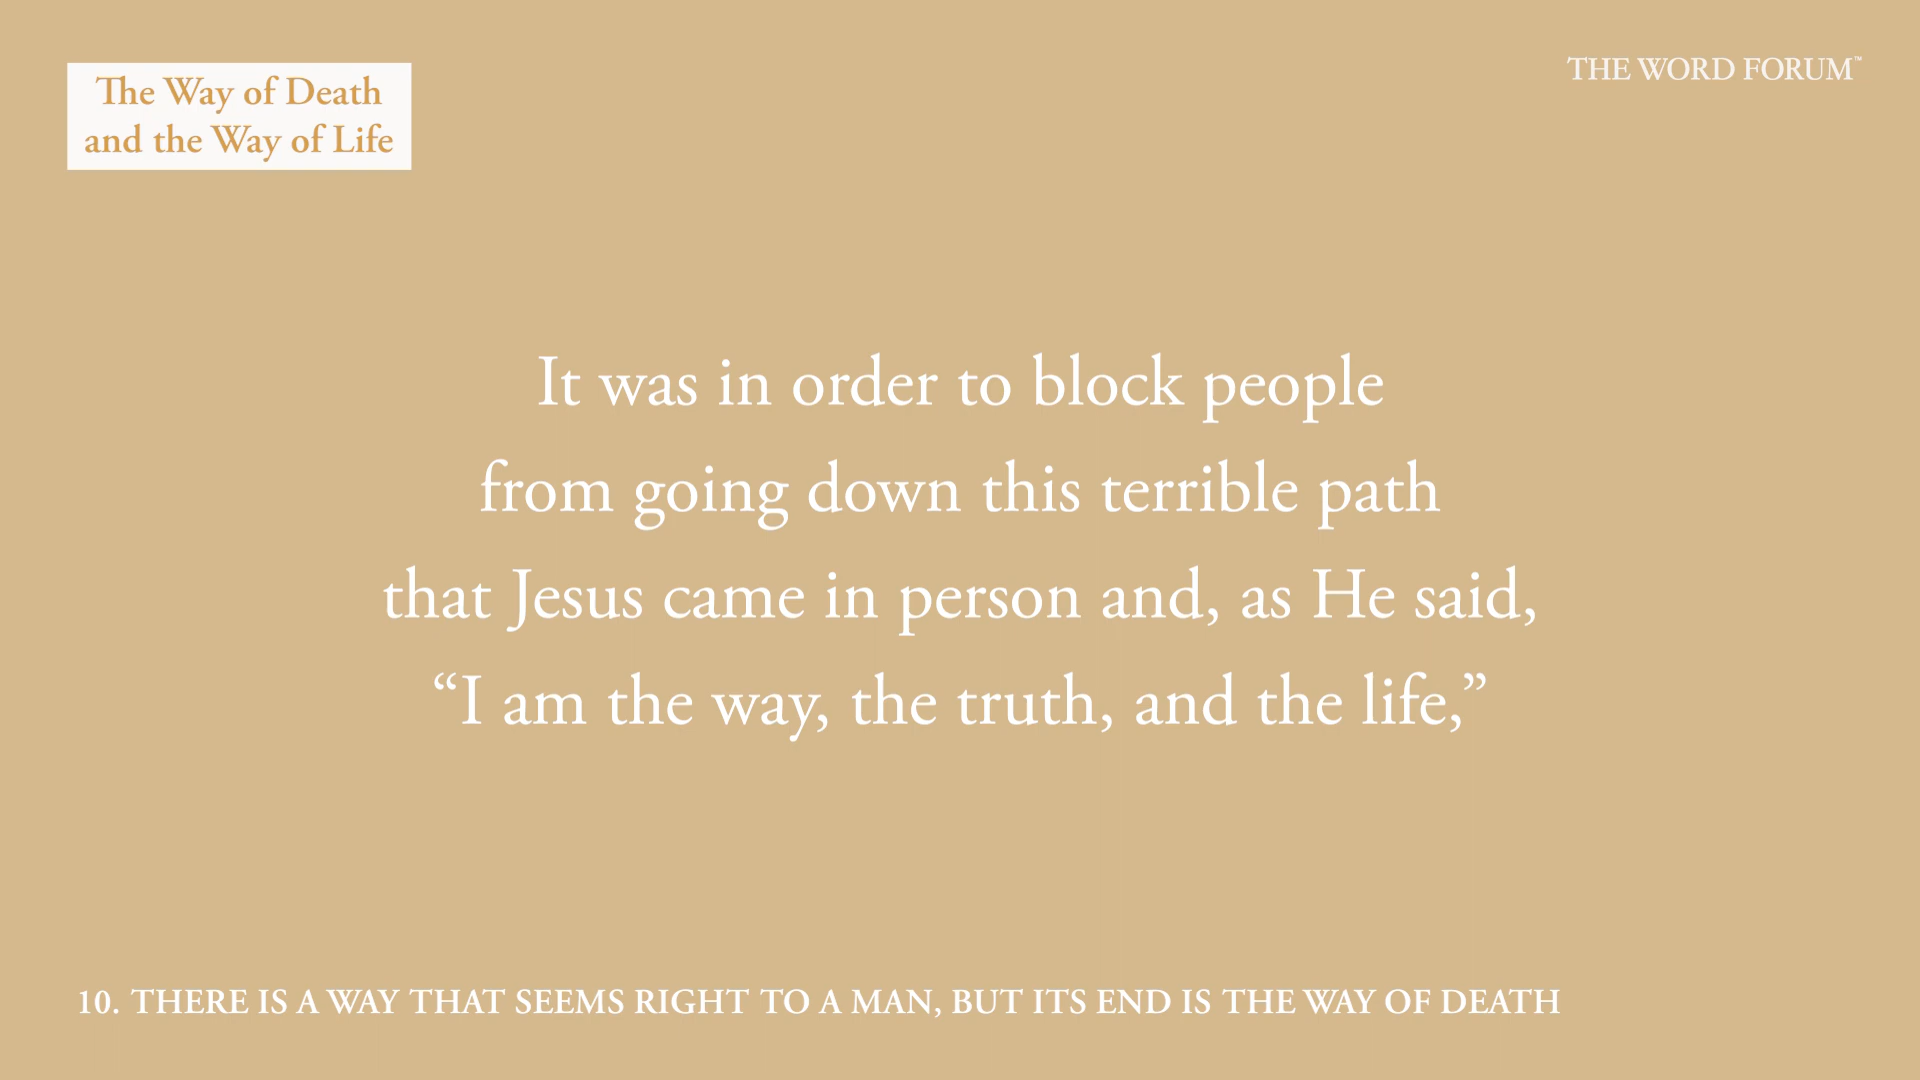 The Way of Death
and the Way of Life
THE WORD FORUM™
It was in order to block people
from going down this terrible path
that Jesus came in person and, as He said,
“I am the way, the truth, and the life,”
10. THERE IS A WAY THAT SEEMS RIGHT TO A MAN, BUT ITS END IS THE WAY OF DEATH